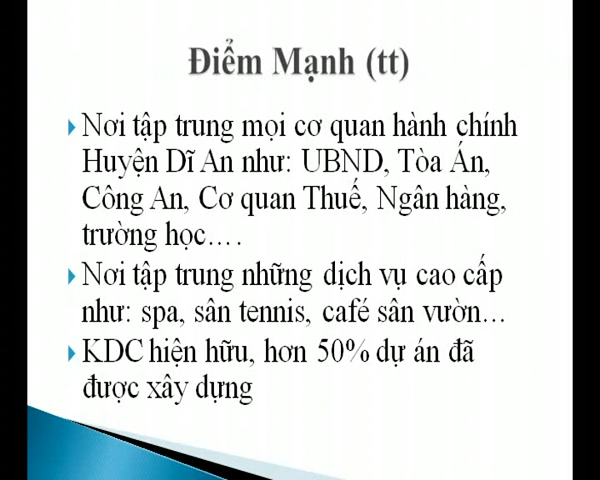 Điểm Mạnh (tt)
Nơi tập trung mọi cơ quan hành chính
Huyện Dĩ An như: UBND, Tòa Án,
Công An, Cơ quan Thuế, Ngân hàng,
trường học….
Nơi tập trung những dịch vụ cao cấp
như: spa, sân tennis, café sân vườn…
KDC hiện hữu, hơn 50% dự án đã
được xây dựng